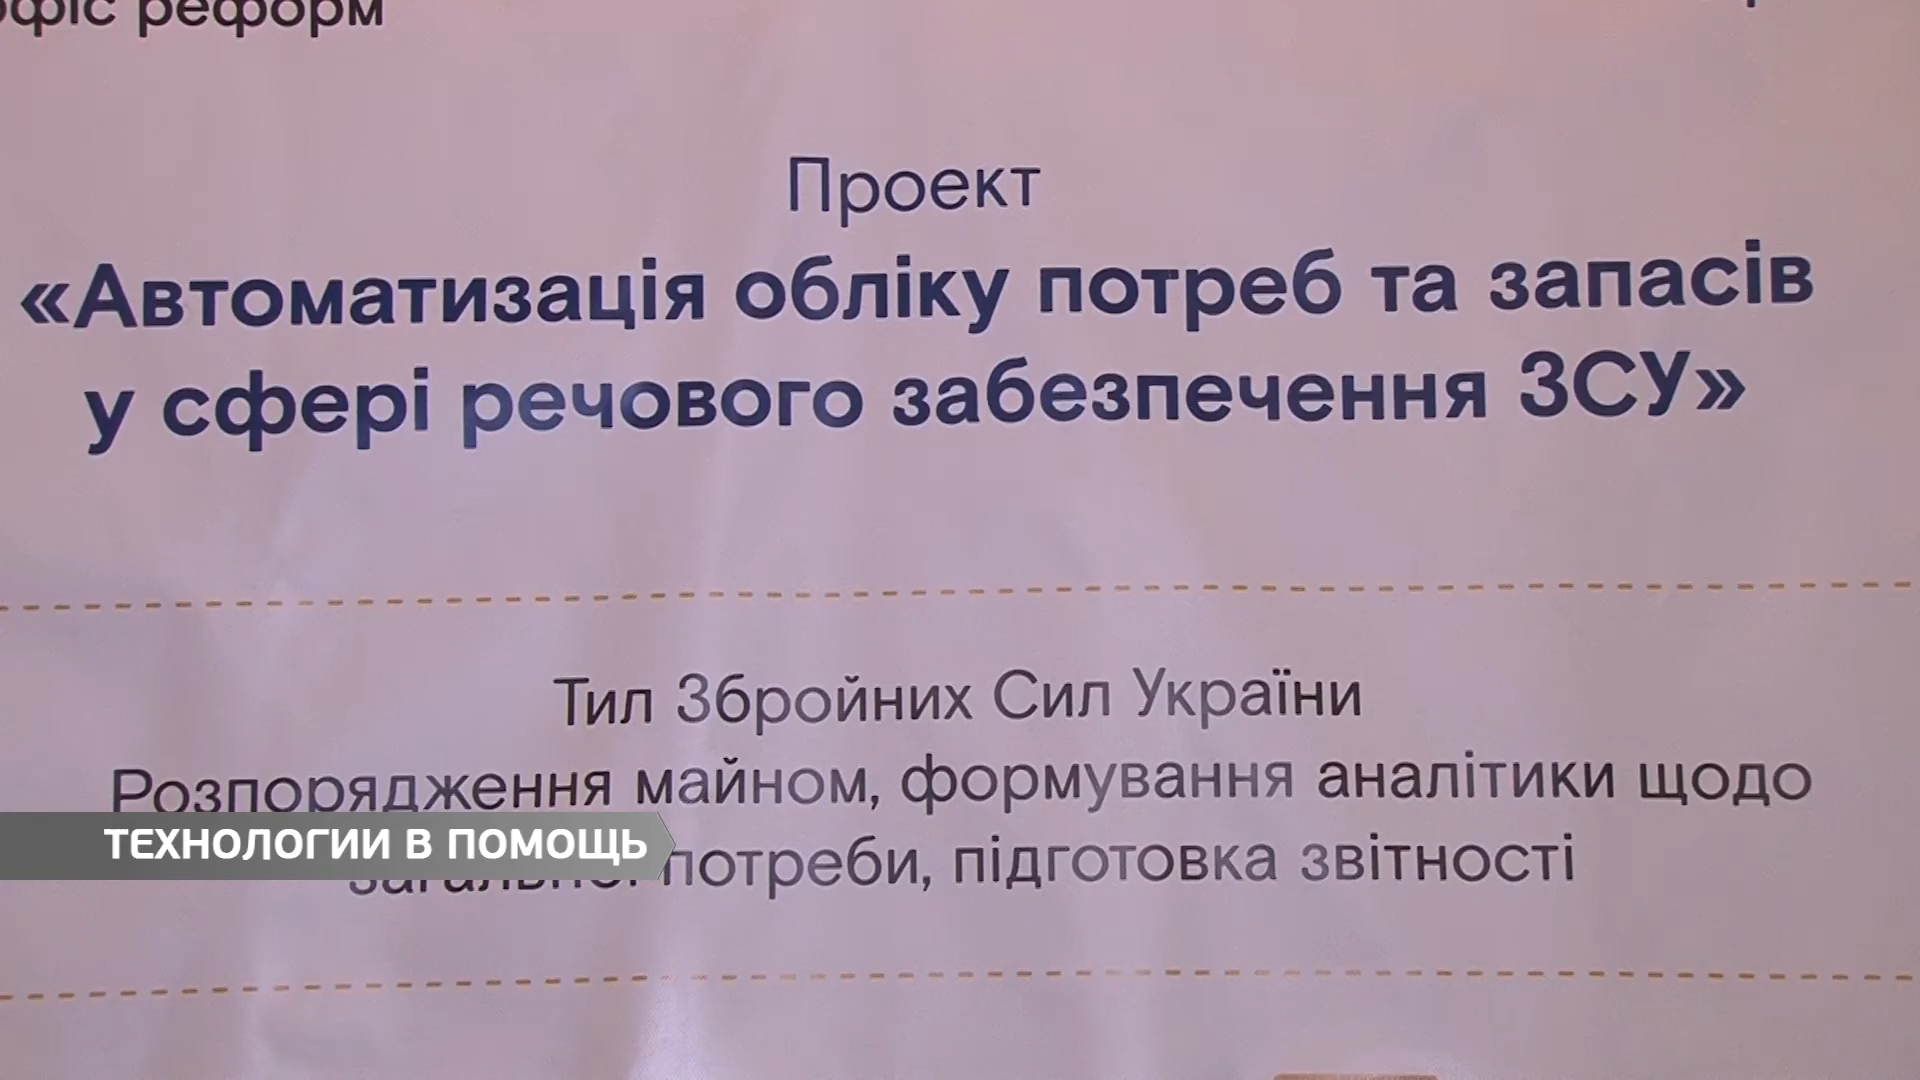 офіс реформ
Проект
«Автоматизація обліку потреб та запасів
у сфері речового забезпечення ЗСУ»
Тил Збройних Сил України
Розпорядження майном, формування аналітики щодо
ТЕХНОЛОГИИ В ПОМОЩЬ
загальної потреби, підготовка звітності